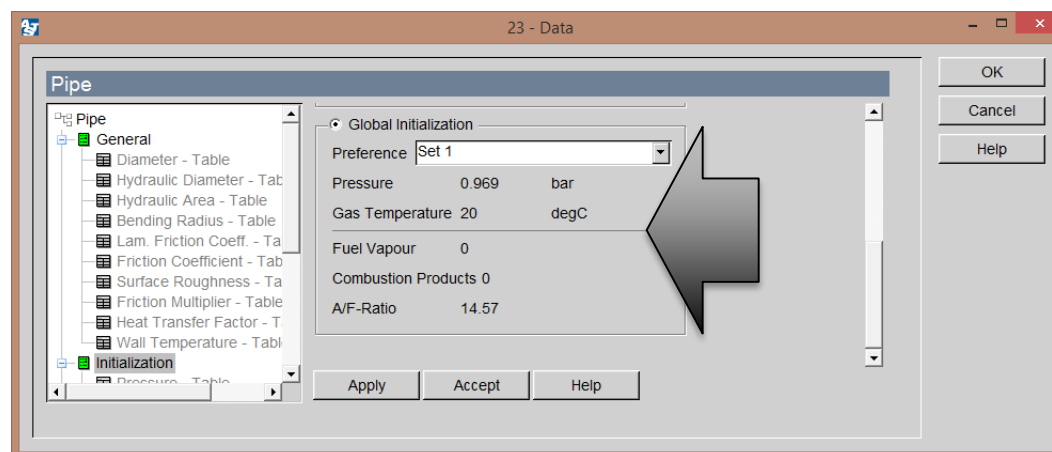 23 - Data
Pipe
OK
Cancel
Help
Pipe
General
Diameter - Table
Hydraulic Diameter - Tab
Hydraulic Area - Table
Bending Radius - Table
Lam. Friction Coeff. - Ta
Friction Coefficient - Tab
Surface Roughness - Ta
Friction Multiplier - Table
Heat Transfer Factor - T
Wall Temperature - Tabl
Initialization
Pressure - Table
Global Initialization
Preference Set 1
Pressure 0.969 bar
Gas Temperature 20 degC
Fuel Vapour 0
Combustion Products 0
A/F-Ratio 14.57
Apply Accept Help